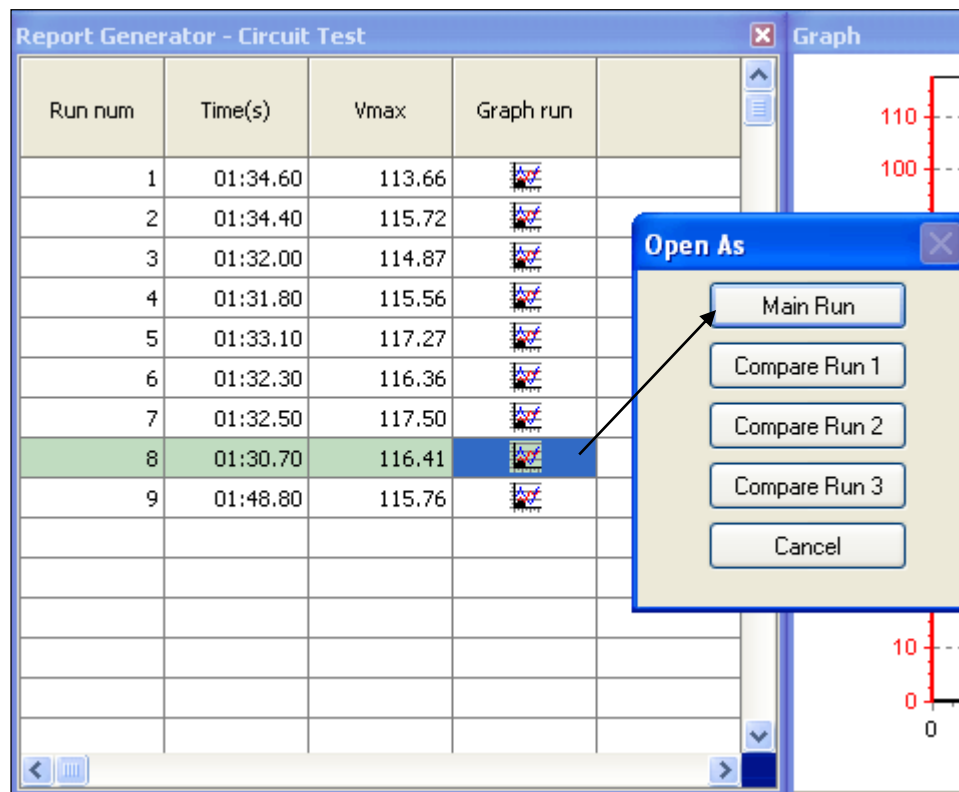 Report Generator - Circuit Test
Run num Time(s) Vmax Graph run
1 01:34.60 113.66
2 01:34.40 115.72
3 01:32.00 114.87
4 01:31.80 115.56
5 01:33.10 117.27
6 01:32.30 116.36
7 01:32.50 117.50
8 01:30.70 116.41
9 01:48.80 115.76
Graph
110
100
Open As
Main Run
Compare Run 1
Compare Run 2
Compare Run 3
Cancel
10
0
0